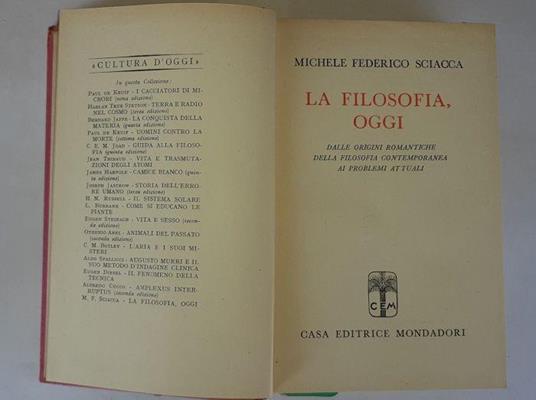 « CULTURA D'OGGI »
In questa Collezione:
PAUL DE KRUIF - I CACCIATORI DI MI-
CROBI (nona edizione)
HARLAN TRUE STETSON - TERRA E RADIO
NEL COSMO (terza edizione)
BERNARD JAFFE - LA CONQUISTA DELLA
MATERIA (quarta edizione)
PAUL DE KRUIF - UOMINI CONTRO LA
MORTE (settima edizione)
C. E. M. JOAD - GUIDA ALLA FILOSO-
FIA (quinta edizione)
JEAN THIBAUD - VITA E TRASMUTA-
ZIONI DEGLI ATOMI
JAMES HARPOLE - CAMICE BIANCO (quin-
ta edizione)
JOSEPH JASTROW - STORIA DELL'ERRO-
RE UMANO (terza edizione)
H. N. RUSSELL - IL SISTEMA SOLARE
L. BURBANK - COME SI EDUCANO LE
PIANTE
EUGEN STEINACH - VITA E SESSO (secon-
da edizione)
OTHENIO ABEL - ANIMALI DEL PASSATO
(seconda edizione)
C. M. BOTLEY - L'ARIA E I SUOI MI-
STERI
ALDO SPALLICCI - AUGUSTO MURRI E IL
SUO METODO D'INDAGINE CLINICA
EUGEN DIESEL - IL FENOMENO DELLA
TECNICA
ALFREDO CUCCO - AMPLEXUS INTER-
RUPTUS (seconda edizione)
M. F. SCIACCA - LA FILOSOFIA, OGGI
MICHELE FEDERICO SCIACCA
LA FILOSOFIA,
OGGI
DALLE ORIGINI ROMANTICHE
DELLA FILOSOFIA CONTEMPORANEA
AI PROBLEMI ATTUALI
CEM
CASA EDITRICE MONDADORI